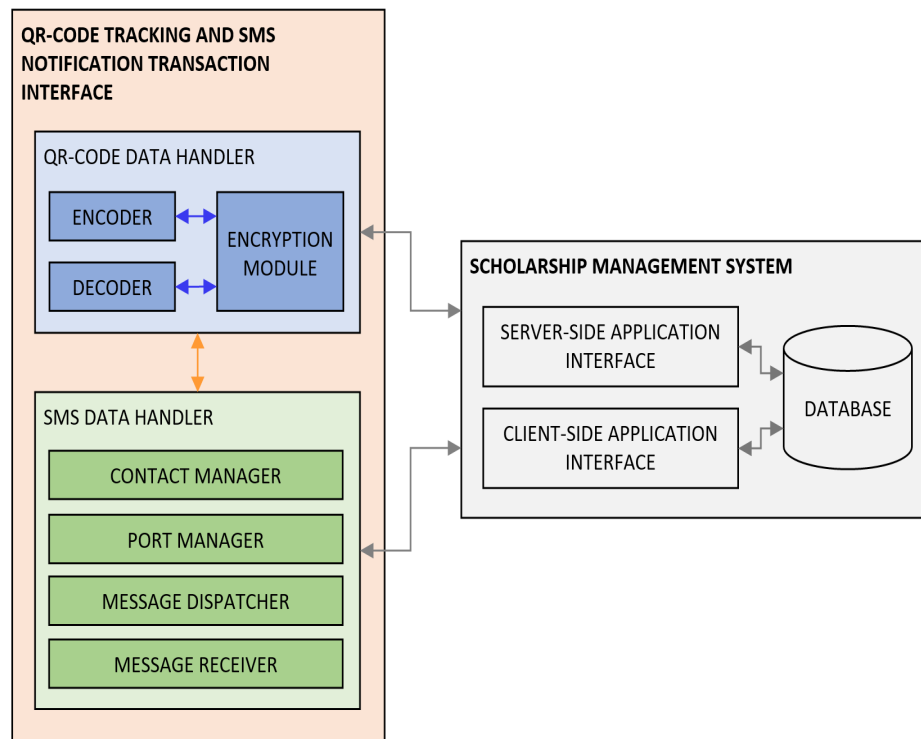 QR-CODE TRACKING AND SMS
NOTIFICATION TRANSACTION
INTERFACE
QR-CODE DATA HANDLER
ENCODER
DECODER
ENCRYPTION
MODULE
SMS DATA HANDLER
CONTACT MANAGER
PORT MANAGER
MESSAGE DISPATCHER
MESSAGE RECEIVER
SCHOLARSHIP MANAGEMENT SYSTEM
SERVER-SIDE APPLICATION
INTERFACE
CLIENT-SIDE APPLICATION
INTERFACE
DATABASE